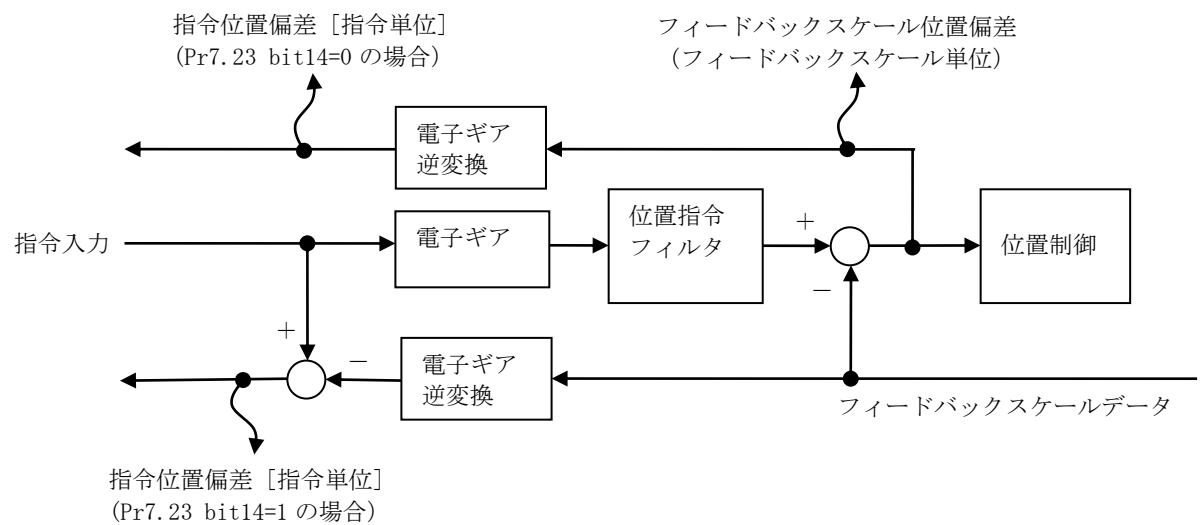 指令位置偏差［指令単位］
(Pr7.23 bit14=0 の場合)
フィードバックスケール位置偏差
(フィードバックスケール単位)
電子ギア
逆変換
指令入力
電子ギア
位置指令
フィルタ
＋
－
位置制御
＋
－
電子ギア
逆変換
フィードバックスケールデータ
指令位置偏差［指令単位］
(Pr7.23 bit14=1 の場合)